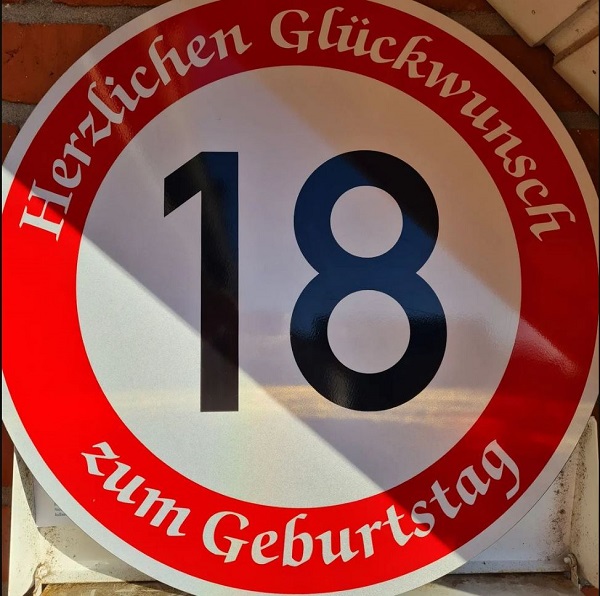 Herzlichen Glückwunsch
18
zum Geburtstag